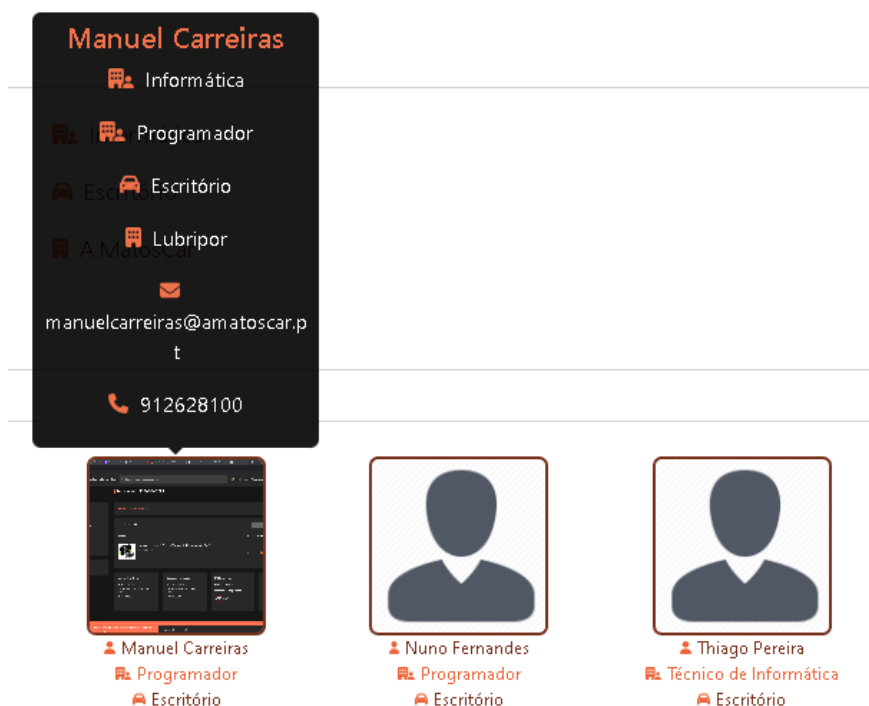 Manuel Carreiras
Informática
Programador
Escritório
Lubripor
A MatosCar
manuelcarreiras@amatoscar.p
t
912628100
Manuel Carreiras
Programador
Escritório
Nuno Fernandes
Programador
Escritório
Thiago Pereira
Técnico de Informática
Escritório